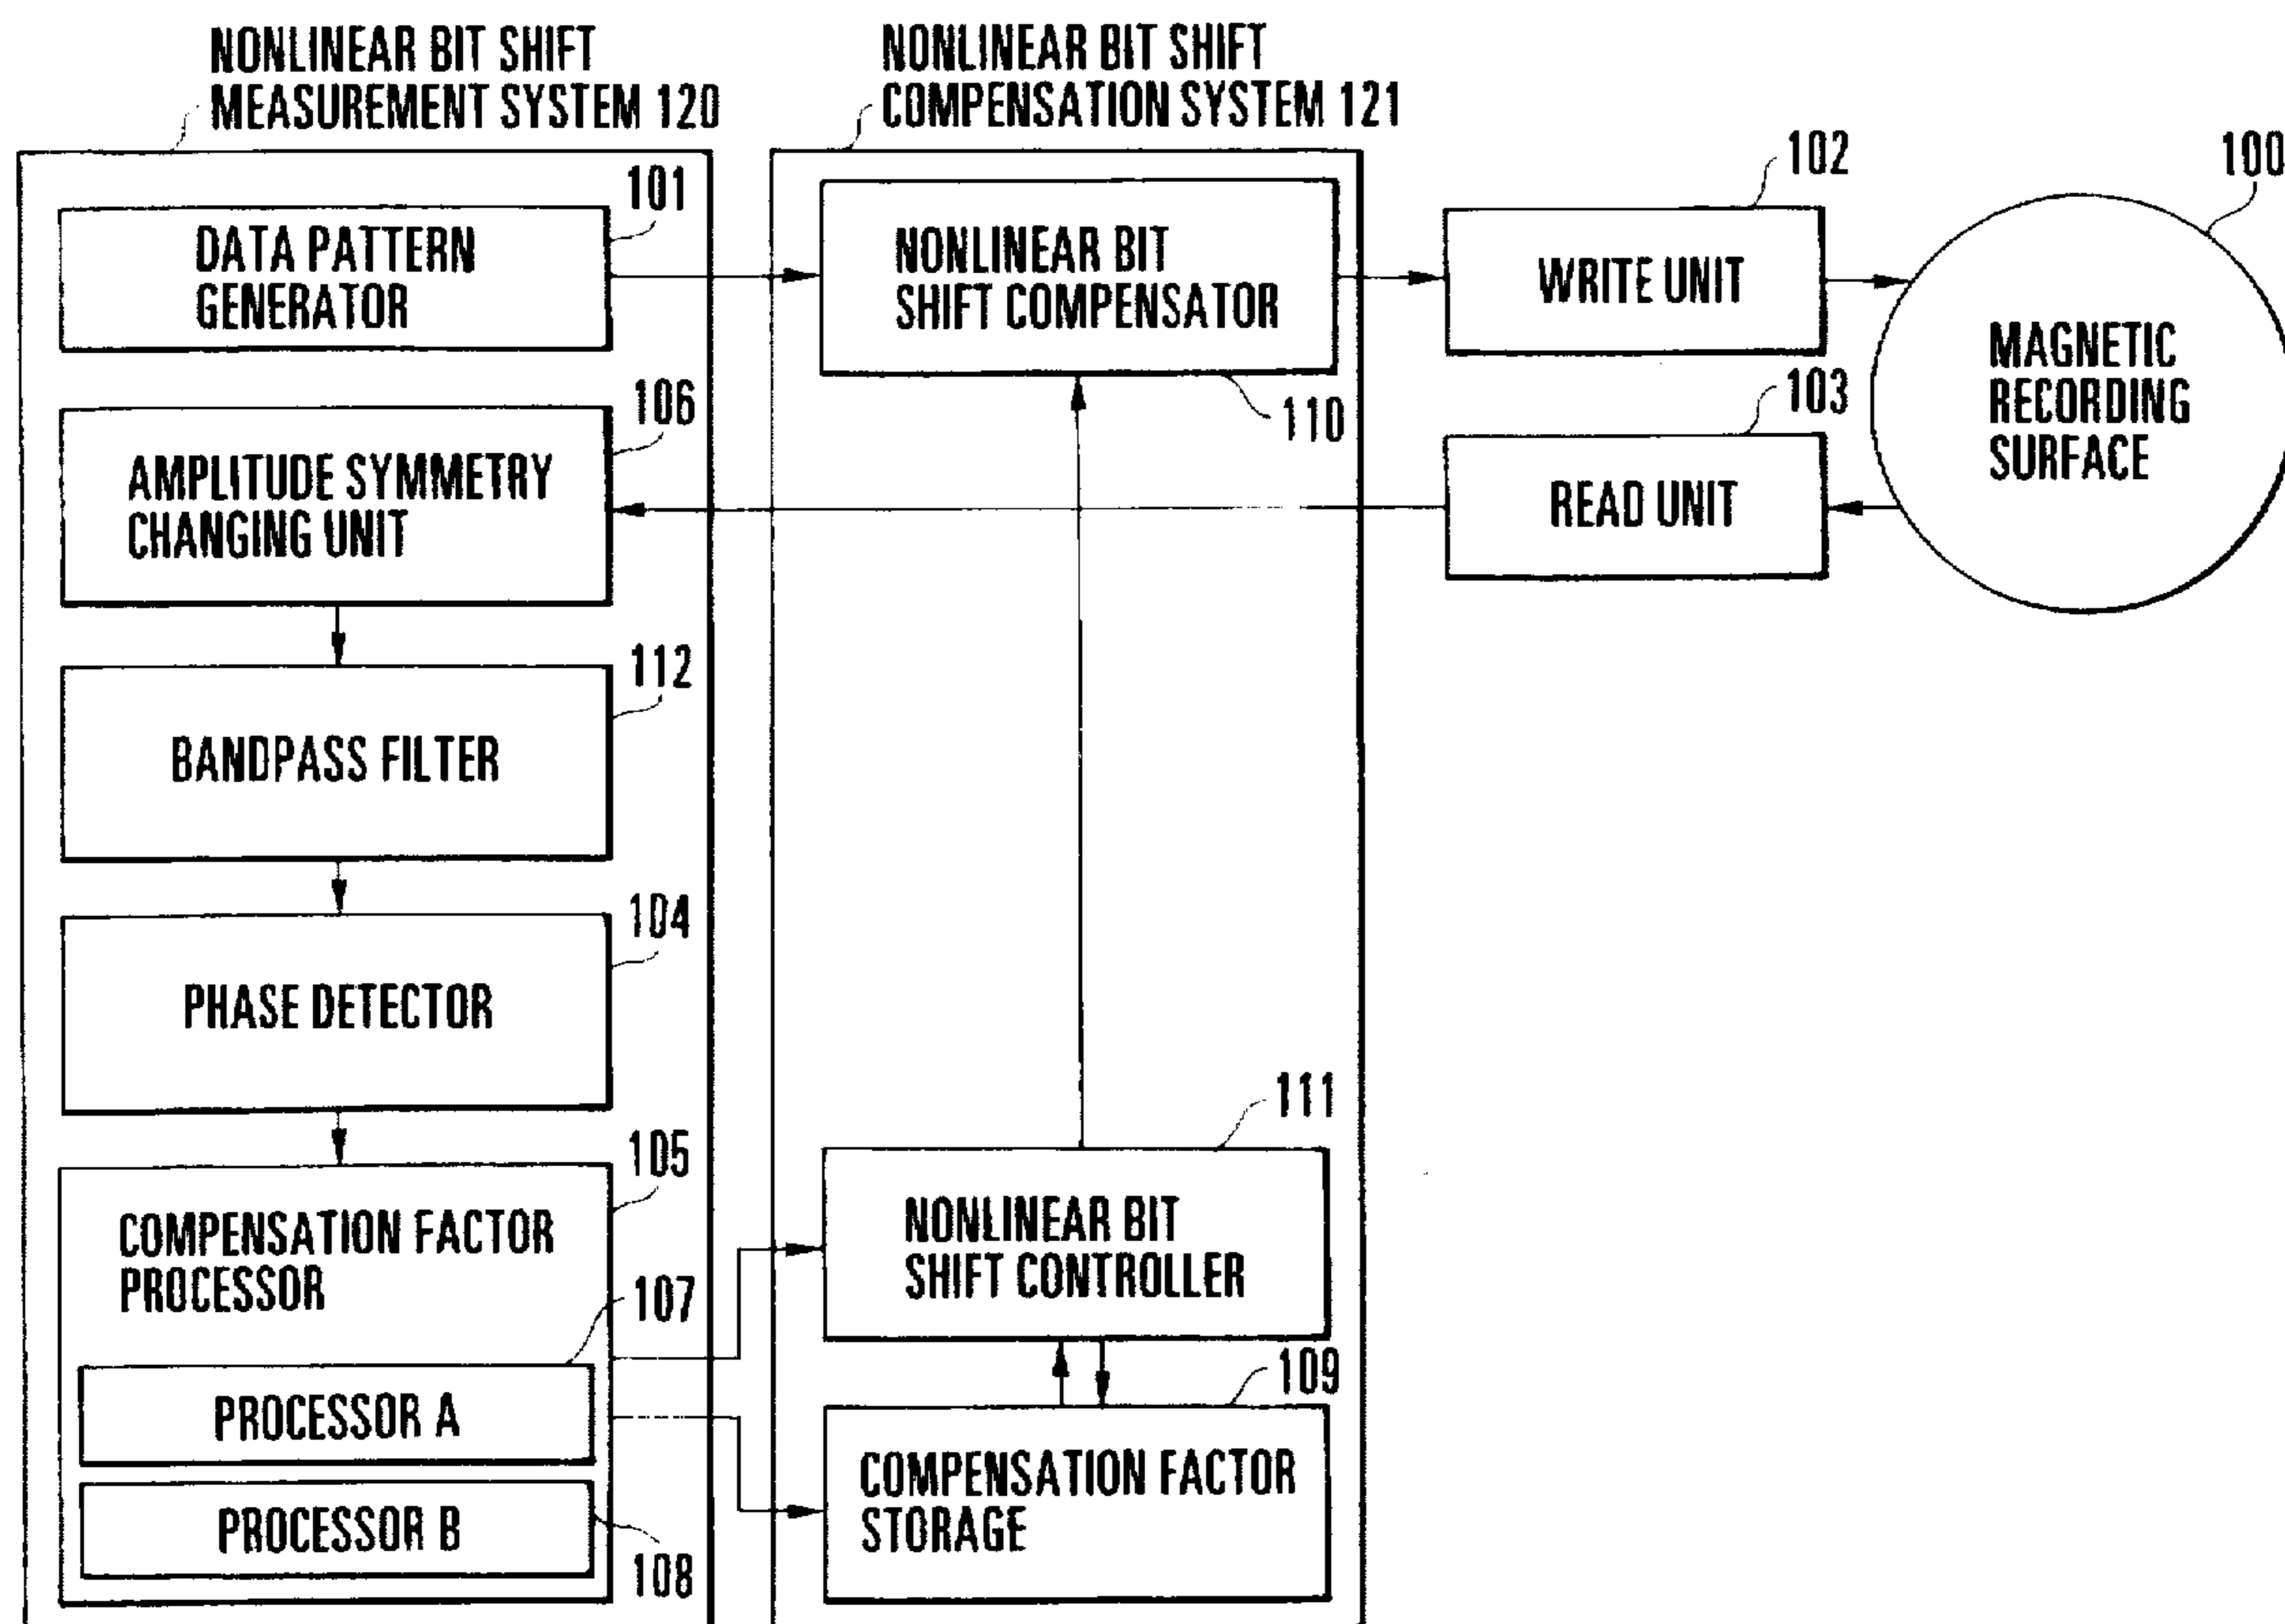 NONLINEAR BIT SHIFT
MEASUREMENT SYSTEM 120
NONLINEAR BIT SHIFT
COMPENSATION SYSTEM 121
101
DATA PATTERN
GENERATOR
NONLINEAR BIT
SHIFT COMPENSATOR
110
102
WRITE UNIT
100
MAGNETIC
RECORDING
SURFACE
103
READ UNIT
106
AMPLITUDE SYMMETRY
CHANGING UNIT
112
BANDPASS FILTER
104
PHASE DETECTOR
105
COMPENSATION FACTOR
PROCESSOR
107
PROCESSOR A
PROCESSOR B
108
111
NONLINEAR BIT
SHIFT CONTROLLER
109
COMPENSATION FACTOR
STORAGE